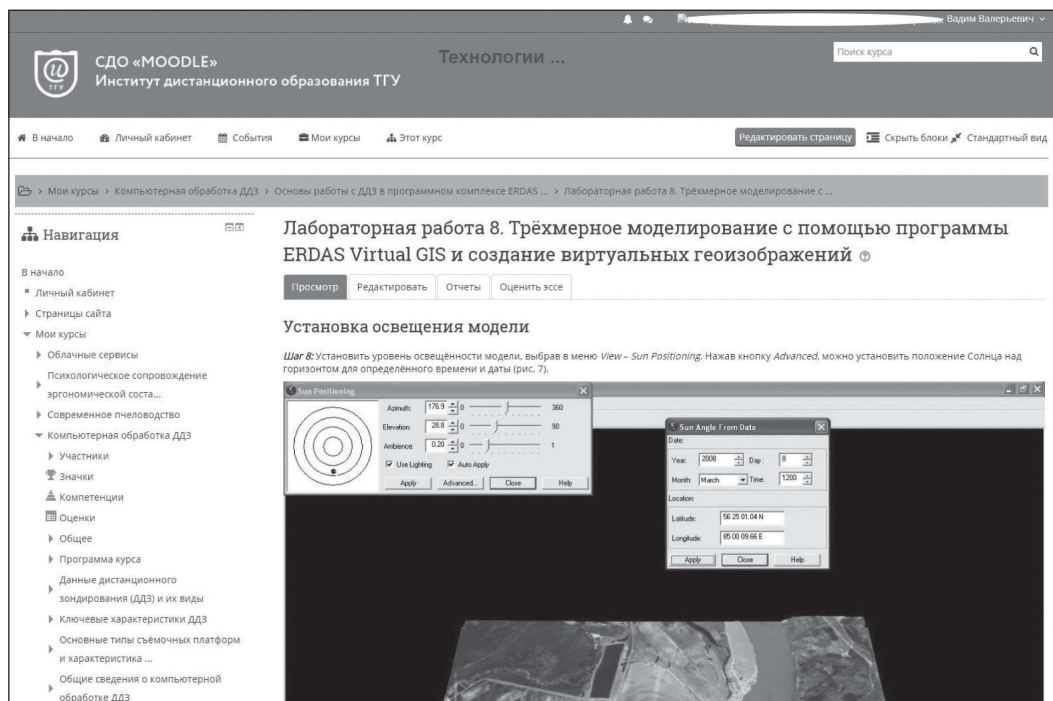 Вадим Валерьевич
СДО «MOODLE»
Институт дистанционного образования ТГУ
ТГУ
Технологии ...
Поиск курса
В начало Личный кабинет События Мои курсы Этот курс Редактировать страницу Скрыть блоки Стандартный вид
> Мои курсы > Компьютерная обработка ДДЗ > Основы работы с ДДЗ в программном комплексе ERDAS ... > Лабораторная работа 8. Трёхмерное моделирование с ...
Навигация
В начало
Личный кабинет
Страницы сайта
Мои курсы
Облачные сервисы
Психологическое сопровождение
эргономической соста...
Современное пчеловодство
Компьютерная обработка ДДЗ
Участники
Значки
Компетенции
Оценки
Общее
Программа курса
Данные дистанционного
зондирования (ДДЗ) и их виды
Ключевые характеристики ДДЗ
Основные типы съёмочных платформ
и характеристика ...
Общие сведения о компьютерной
обработке ДДЗ
Лабораторная работа 8. Трёхмерное моделирование с помощью программы
ERDAS Virtual GIS и создание виртуальных геоизображений
Просмотр Редактировать Отчеты Оценить эссе
Установка освещения модели
Шаг 8: Установить уровень освещённости модели, выбрав в меню View – Sun Positioning. Нажав кнопку Advanced, можно установить положение Солнца над
горизонтом для определённого времени и даты (рис. 7).
Sun Positioning
Azimuth: 176.9 0 360
Elevation: 28.8 0 90
Ambience: 0.20 0 1
Use Lighting Auto Apply
Apply Advanced... Close Help
Sun Angle From Date
Date:
Year: 2008 Day: 8
Month: March Time: 1200
Location:
Latitude: 56 25 01.04 N
Longitude: 85 00 09.66 E
Apply Close Help